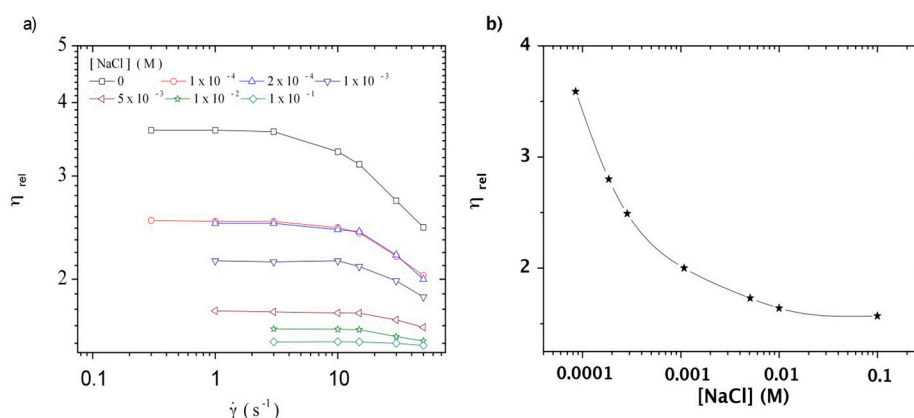 a)
5
3
2
[NaCl] (M)
0 1 x 10 -4 2 x 10 -4 1 x 10 -3
5 x 10 -3 1 x 10 -2 1 x 10 -1
η rel
0.1 1 10
γ̇ (s-1)
b)
4
3
2
η rel
0.0001 0.001 0.01 0.1
[NaCl] (M)